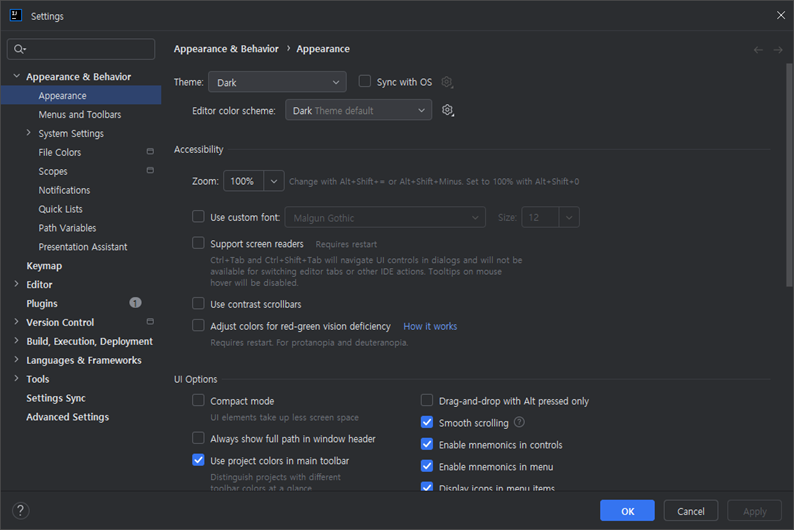 Settings
Appearance & Behavior
Appearance
Menus and Toolbars
System Settings
File Colors
Scopes
Notifications
Quick Lists
Path Variables
Presentation Assistant
Keymap
Editor
Plugins 1
Version Control
Build, Execution, Deployment
Languages & Frameworks
Tools
Settings Sync
Advanced Settings
Appearance & Behavior › Appearance
Theme: Dark Sync with OS
Editor color scheme: Dark Theme default
Accessibility
Zoom: 100% Change with Alt+Shift+= or Alt+Shift+Minus. Set to 100% with Alt+Shift+0
Use custom font: Malgun Gothic Size: 12
Support screen readers Requires restart
Ctrl+Tab and Ctrl+Shift+Tab will navigate UI controls in dialogs and will not be
available for switching editor tabs or other IDE actions. Tooltips on mouse
hover will be disabled.
Use contrast scrollbars
Adjust colors for red-green vision deficiency How it works
Requires restart. For protanopia and deuteranopia.
UI Options
Compact mode
UI elements take up less screen space
Always show full path in window header
Use project colors in main toolbar
Distinguish projects with different
toolbar colors at a glance
Drag-and-drop with Alt pressed only
Smooth scrolling ?
Enable mnemonics in controls
Enable mnemonics in menu
Display icons in menu items
? OK Cancel Apply